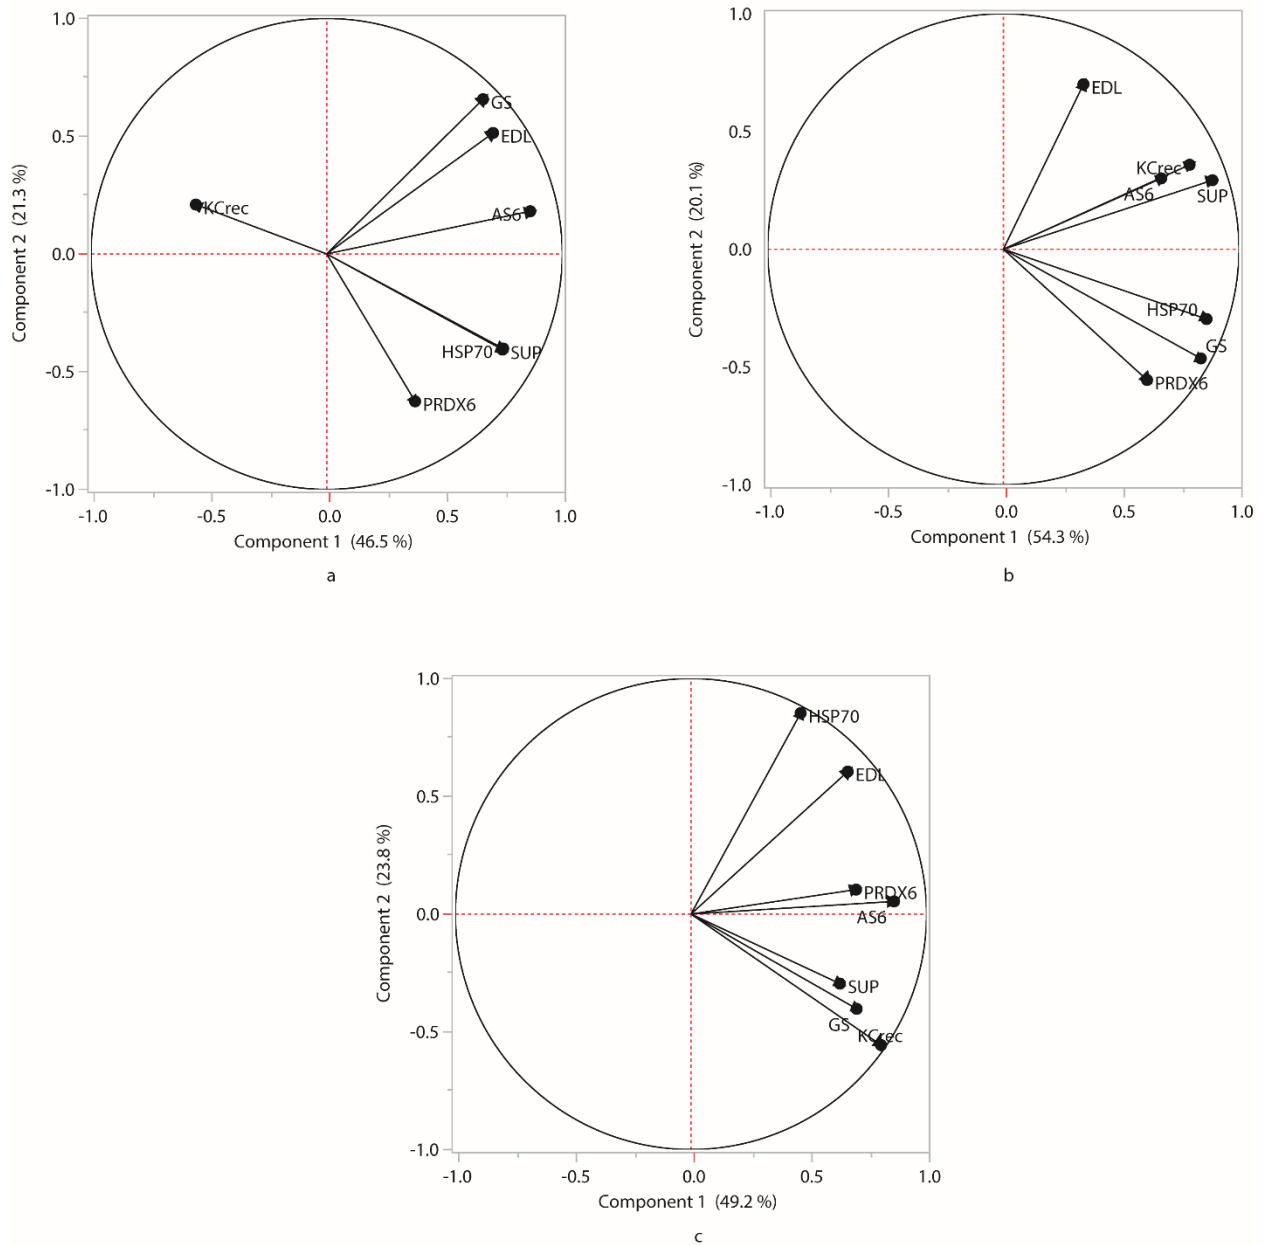 1.0
0.5
0.0
-0.5
-1.0
Component 2 (21.3 %)
GS
EDL
KCrec
AS6
HSP70
SUP
PRDX6
-1.0
-0.5
0.0
0.5
1.0
Component 1 (46.5 %)
a
1.0
0.5
0.0
-0.5
-1.0
Component 2 (20.1 %)
EDL
KCrec
AS6
SUP
HSP70
GS
PRDX6
-1.0
-0.5
0.0
0.5
1.0
Component 1 (54.3 %)
b
1.0
0.5
0.0
-0.5
-1.0
Component 2 (23.8 %)
HSP70
EDL
PRDX6
AS6
SUP
GS
KCrec
-1.0
-0.5
0.0
0.5
1.0
Component 1 (49.2 %)
c